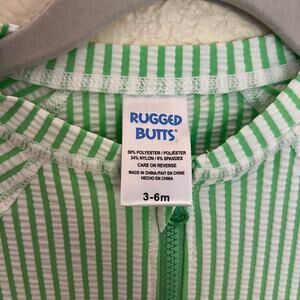 RUGGED
BUTTS®
58% POLYESTER / POLIÉSTER
34% NYLON / 8% SPANDEX
CARE ON REVERSE
MADE IN CHINA/FAIT EN CHINE
HECHO EN CHINA
3-6m